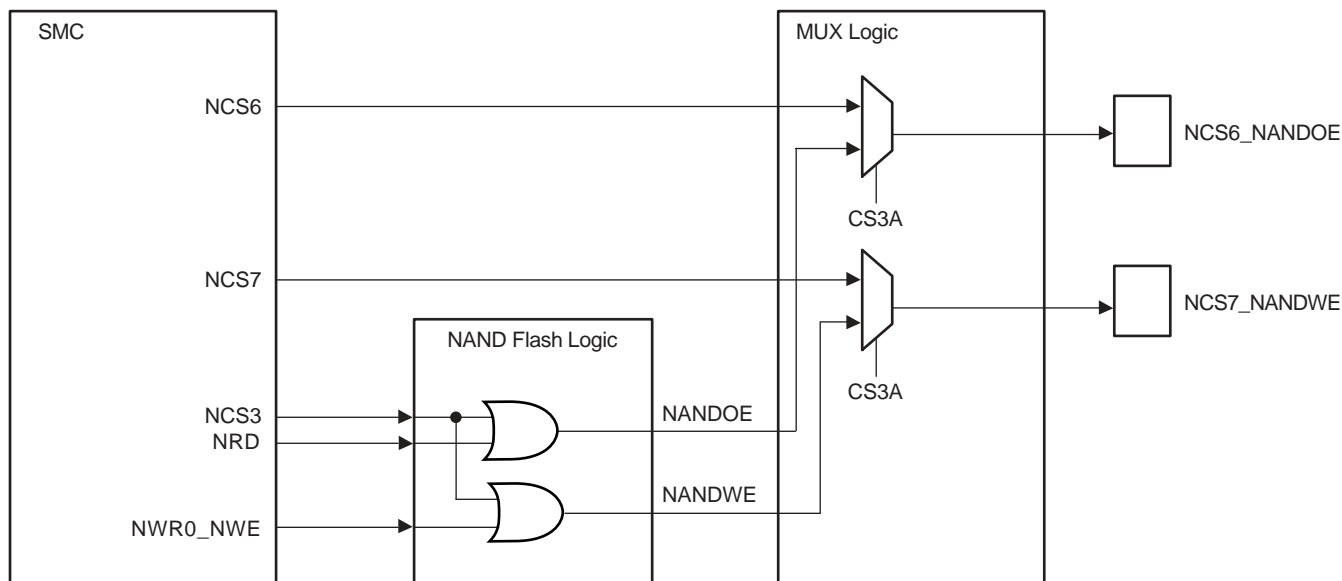 SMC
MUX Logic
NCS6
NCS6_NANDOE
CS3A
NCS7
NCS7_NANDWE
NAND Flash Logic
CS3A
NCS3
NANDOE
NRD
NANDWE
NWR0_NWE